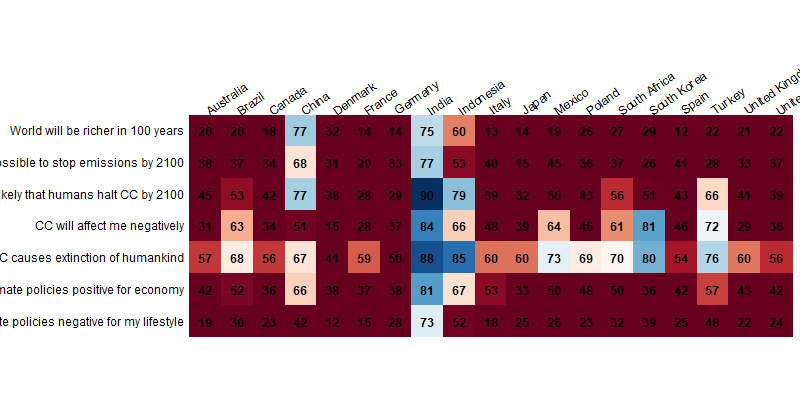 Australia Brazil Canada China Denmark France Germany India Indonesia Italy Japan Mexico Poland South Africa South Korea Spain Turkey United Kingd Unite
World will be richer in 100 years 20 20 18 77 32 14 14 75 60 13 14 19 26 27 29 12 22 21 22
ossible to stop emissions by 2100 38 37 34 68 31 20 33 77 53 40 15 45 36 37 26 41 28 33 37
ikely that humans halt CC by 2100 45 53 42 77 38 28 29 90 79 39 32 50 43 56 51 43 66 41 39
CC will affect me negatively 31 63 34 51 15 28 37 84 66 48 39 64 45 61 81 46 72 29 36
C causes extinction of humankind 57 68 56 67 41 59 50 88 85 60 60 73 69 70 80 54 76 60 56
mate policies positive for economy 42 52 36 66 38 37 38 81 67 53 33 50 48 50 36 42 57 43 42
te policies negative for my lifestyle 19 30 23 42 12 15 28 73 52 18 25 26 23 32 39 25 48 22 24